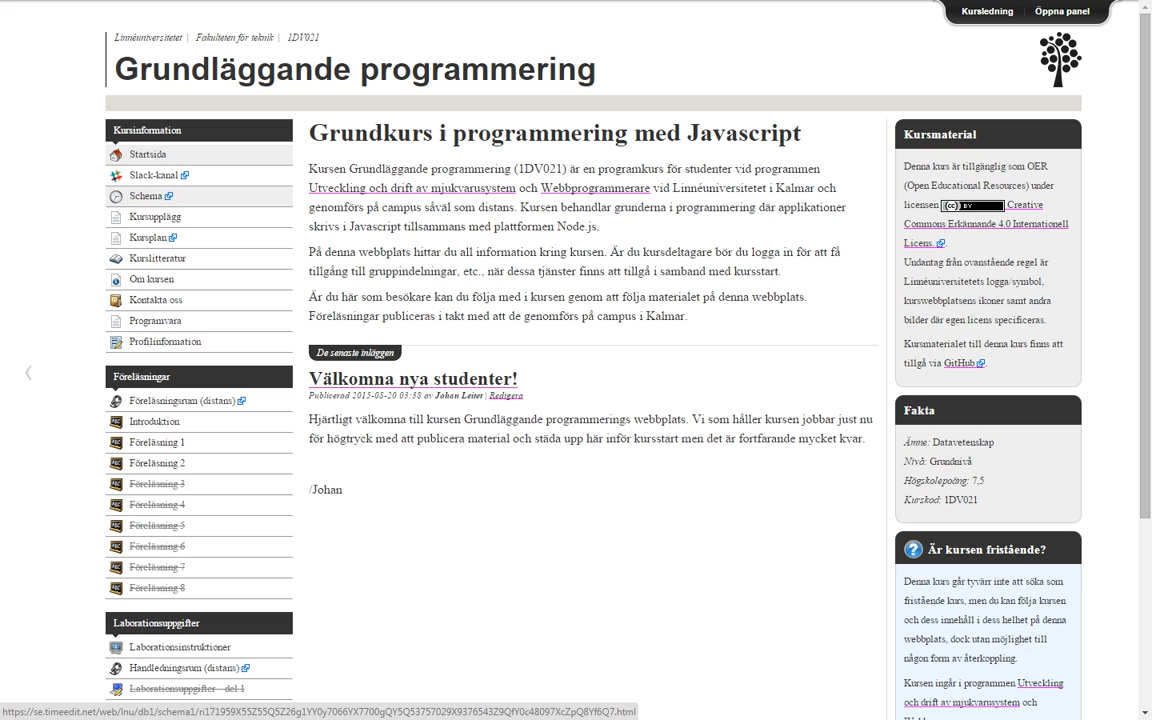 Kursledning | Öppna panel
Linnéuniversitetet | Fakulteten för teknik | 1DV021
Grundläggande programmering
Kursinformation
Startsida
Slack-kanal
Schema
Kursupplägg
Kursplan
Kurslitteratur
Om kursen
Kontakta oss
Programvara
Profilinformation
Föreläsningar
Föreläsningsrum (distans)
Introduktion
Föreläsning 1
Föreläsning 2
Föreläsning 3
Föreläsning 4
Föreläsning 5
Föreläsning 6
Föreläsning 7
Föreläsning 8
Laborationsuppgifter
Laborationsinstruktioner
Handledningsrum (distans)
Laborationsuppgifter - del 1
Grundkurs i programmering med Javascript
Kursen Grundläggande programmering (1DV021) är en programkurs för studenter vid programmen
Utveckling och drift av mjukvarusystem och Webbprogrammerare vid Linnéuniversitetet i Kalmar och
genomförs på campus såväl som distans. Kursen behandlar grunderna i programmering där applikationer
skrivs i Javascript tillsammans med plattformen Node.js.
På denna webbplats hittar du all information kring kursen. Är du kursdeltagare bör du logga in för att få
tillgång till gruppindelningar, etc., när dessa tjänster finns att tillgå i samband med kursstart.
Är du här som besökare kan du följa med i kursen genom att följa materialet på denna webbplats.
Föreläsningar publiceras i takt med att de genomförs på campus i Kalmar.
De senaste inläggen
Välkomna nya studenter!
Publicerad 2015-08-20 03:38 av Johan Leitet | Redigera
Hjärtligt välkomna till kursen Grundläggande programmerings webbplats. Vi som håller kursen jobbar just nu
för högtryck med att publicera material och städa upp här inför kursstart men det är fortfarande mycket kvar.
/Johan
Kursmaterial
Denna kurs är tillgänglig som OER
(Open Educational Resources) under
licensen (cc) BY Creative
Commons Erkännande 4.0 Internationell
Licens.
Undantag från ovanstående regel är
Linnéuniversitetets logga/symbol,
kurswebbplatsens ikoner samt andra
bilder där egen licens specificeras.
Kursmaterialet till denna kurs finns att
tillgå via GitHub.
Fakta
Ämne: Datavetenskap
Nivå: Grundnivå
Högskolepoäng: 7,5
Kurskod: 1DV021
Är kursen fristående?
Denna kurs går tyvärr inte att söka som
fristående kurs, men du kan följa kursen
och dess innehåll i dess helhet på denna
webbplats, dock utan möjlighet till
någon form av återkoppling.
Kursen ingår i programmen Utveckling
och drift av mjukvarusystem och
https://se.timeedit.net/web/lnu/db1/schema1/ri171959X55Z55Q5Z26g1YY0y7066YX7700gQY5Q53757029X9376543Z9QfY0c48097XcZpQ8Yf6Q7.html